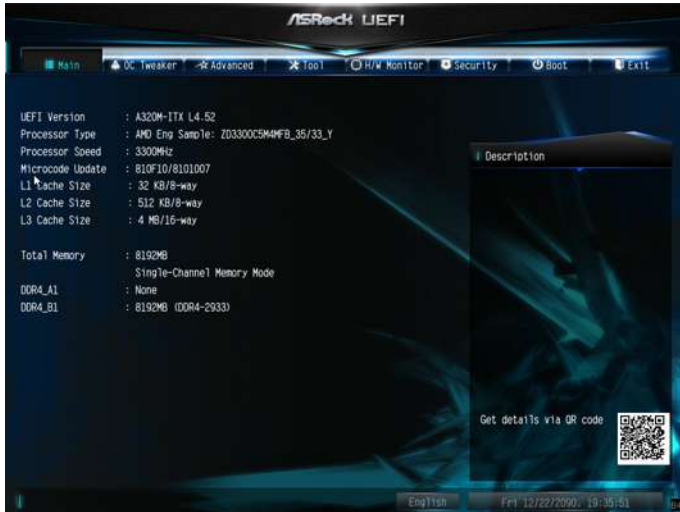 ASRock UEFI
Main OC Tweaker Advanced Tool H/W Monitor Security Boot Exit
UEFI Version : A320M-ITX L4.52
Processor Type : AMD Eng Sample: ZD3300C5M4MFB_35/33_Y
Processor Speed : 3300MHz
Microcode Update : 810F10/8101007
L1 Cache Size : 32 KB/8-way
L2 Cache Size : 512 KB/8-way
L3 Cache Size : 4 MB/16-way
Total Memory : 8192MB
Single-Channel Memory Mode
DDR4_A1 : None
DDR4_B1 : 8192MB (DDR4-2933)
Description
Get details via QR code
English
Fri 12/22/2090, 19:35:51